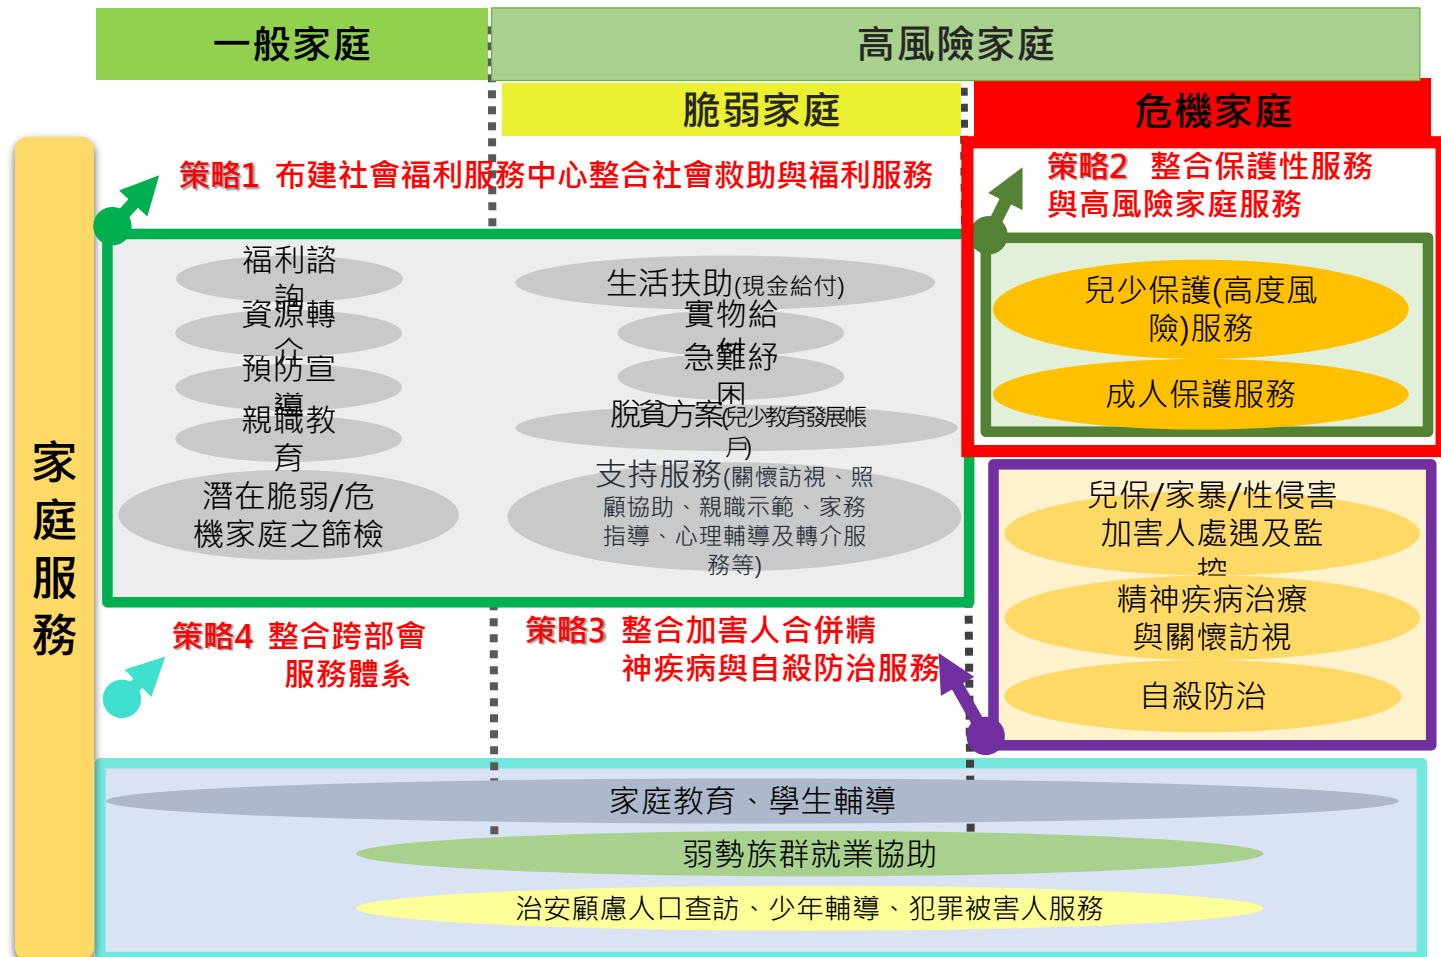 一般家庭
高風險家庭
脆弱家庭
危機家庭
家庭服務
策略1 布建社會福利服務中心整合社會救助與福利服務
策略2 整合保護性服務
與高風險家庭服務
福利諮
詢
資源轉
介
預防宣
導
親職教
育
潛在脆弱/危
機家庭之篩檢
生活扶助(現金給付)
實物給
付
急難紓
困
脫貧方案(兒少教育發展帳
戶)
支持服務(關懷訪視、照
顧協助、親職示範、家務
指導、心理輔導及轉介服
務等)
兒少保護(高度風
險)服務
成人保護服務
兒保/家暴/性侵害
加害人處遇及監
控
精神疾病治療
與關懷訪視
自殺防治
策略4 整合跨部會
服務體系
策略3 整合加害人合併精
神疾病與自殺防治服務
家庭教育、學生輔導
弱勢族群就業協助
治安顧慮人口查訪、少年輔導、犯罪被害人服務